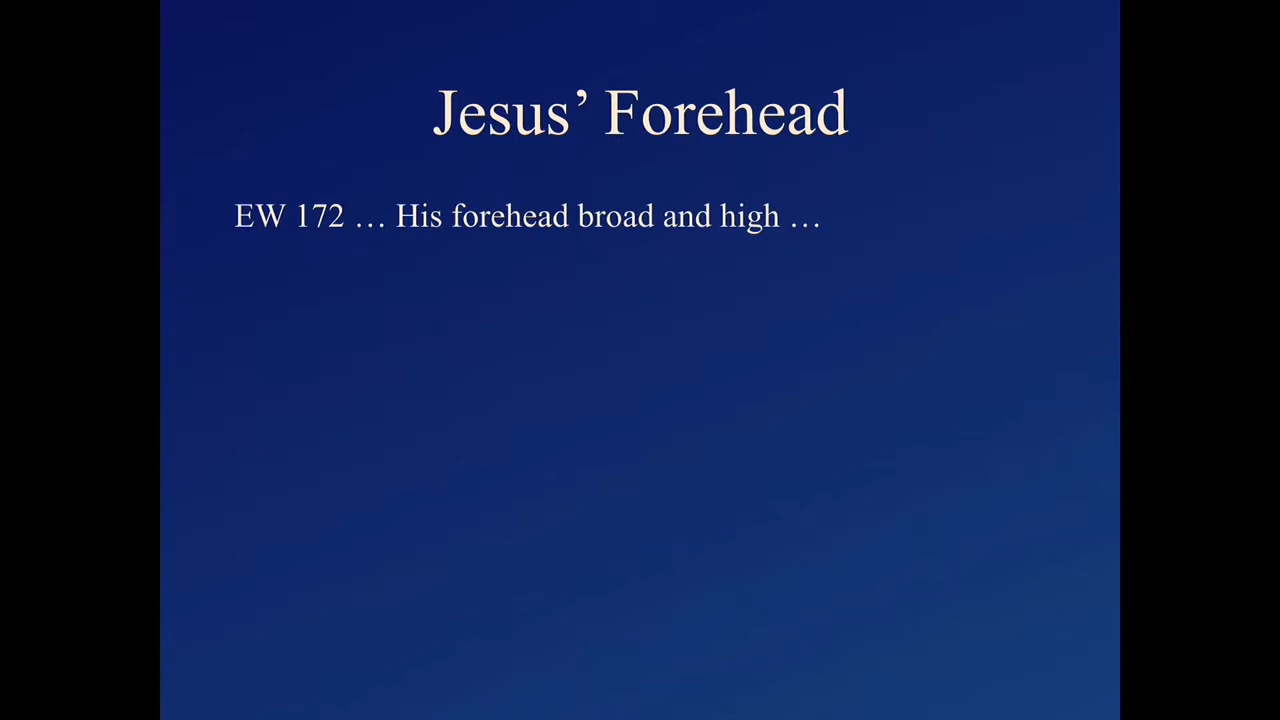 Jesus’ Forehead
EW 172 … His forehead broad and high …